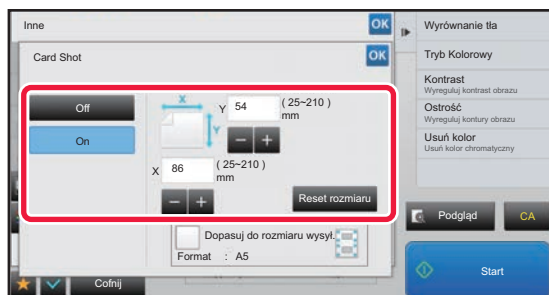 Inne
OK
Card Shot
OK
Off
On
X
Y
Y 54 ( 25~210 )
mm
X 86 ( 25~210 )
mm
Reset rozmiaru
Dopasuj do rozmiaru wysył.
Format : A5
Cofnij
Wyrównanie tła
Tryb Kolorowy
Kontrast
Wyreguluj kontrast obrazu
Ostrość
Wyreguluj kontury obrazu
Usuń kolor
Usuń kolor chromatyczny
Podgląd
CA
Start